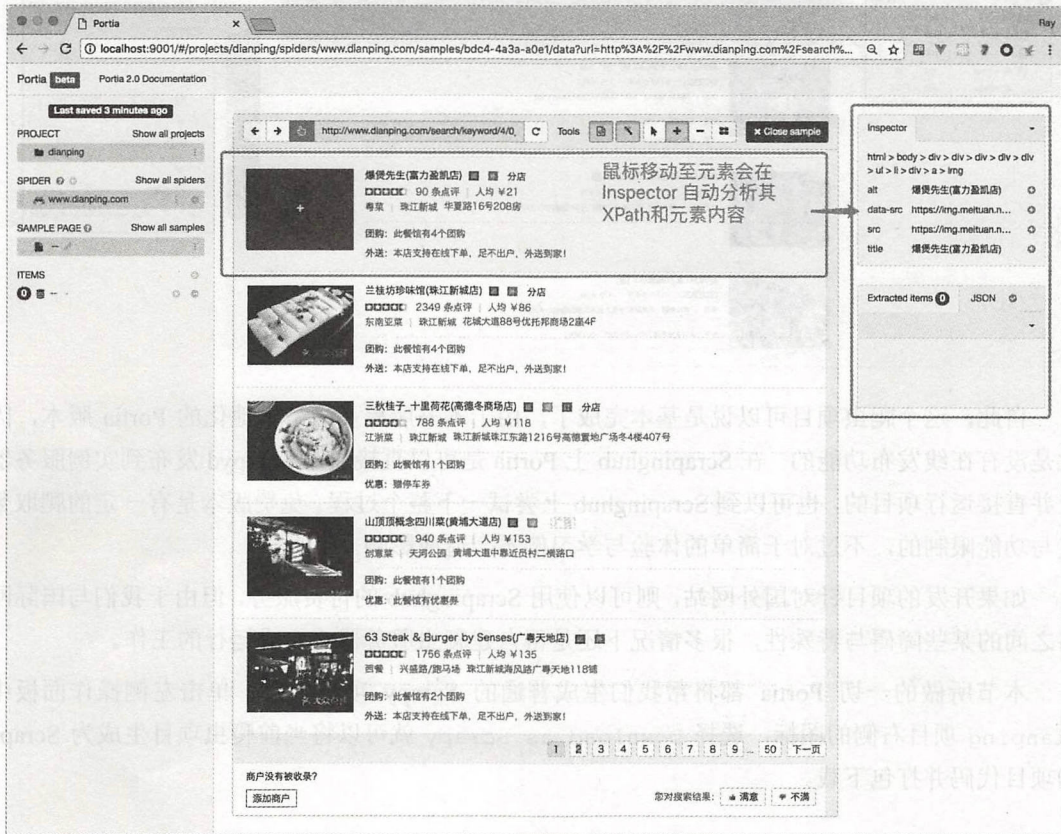 Portia
Ray
localhost:9001/#/projects/dianping/spiders/www.dianping.com/samples/bdc4-4a3a-a0e1/data?url=http%3A%2F%2Fwww.dianping.com%2Fsearch%...
Portia beta Portia 2.0 Documentation
Last saved 3 minutes ago
PROJECT Show all projects
dianping
SPIDER Show all spiders
www.dianping.com
SAMPLE PAGE Show all samples
--
ITEMS
0 --
http://www.dianping.com/search/keyword/4/0_ Tools × Close sample
煲煲先生(富力盈凯店) 分店
90 条点评 | 人均 ¥21
粤菜 | 珠江新城 华夏路16号208房
团购：此餐馆有4个团购
外送：本店支持在线下单，足不出户，外送到家！
鼠标移动至元素会在
Inspector 自动分析其
XPath和元素内容
兰桂坊珍味馆(珠江新城店) 分店
2349 条点评 | 人均 ¥86
东南亚菜 | 珠江新城 花城大道88号优托邦商场2座4F
团购：此餐馆有4个团购
外送：本店支持在线下单，足不出户，外送到家！
三秋桂子_十里荷花(高德冬商场店) 分店
788 条点评 | 人均 ¥118
江浙菜 | 珠江新城 珠江新城珠江东路1216号高德置地广场冬4楼407号
团购：此餐馆有1个团购
优惠：赠停车券
山顶顶概念四川菜(黄埔大道店)
940 条点评 | 人均 ¥153
创意菜 | 天河公园 黄埔大道中靠近员村二横路口
团购：此餐馆有1个团购
优惠：此餐馆有优惠券
63 Steak & Burger by Senses(广粤天地店)
1756 条点评 | 人均 ¥135
西餐 | 兴盛路/跑马场 珠江新城海风路广粤天地118铺
团购：此餐馆有2个团购
外送：本店支持在线下单，足不出户，外送到家！
1 2 3 4 5 6 7 8 9 ... 50 下一页
商户没有被收录？
添加商户
您对搜索结果： 满意 不满
Inspector
html > body > div > div > div > div > div
> ul > li > div > a > img
alt 煲煲先生(富力盈凯店)
data-src https://img.meituan.n...
src https://img.meituan.n...
title 煲煲先生(富力盈凯店)
Extracted items 0 JSON